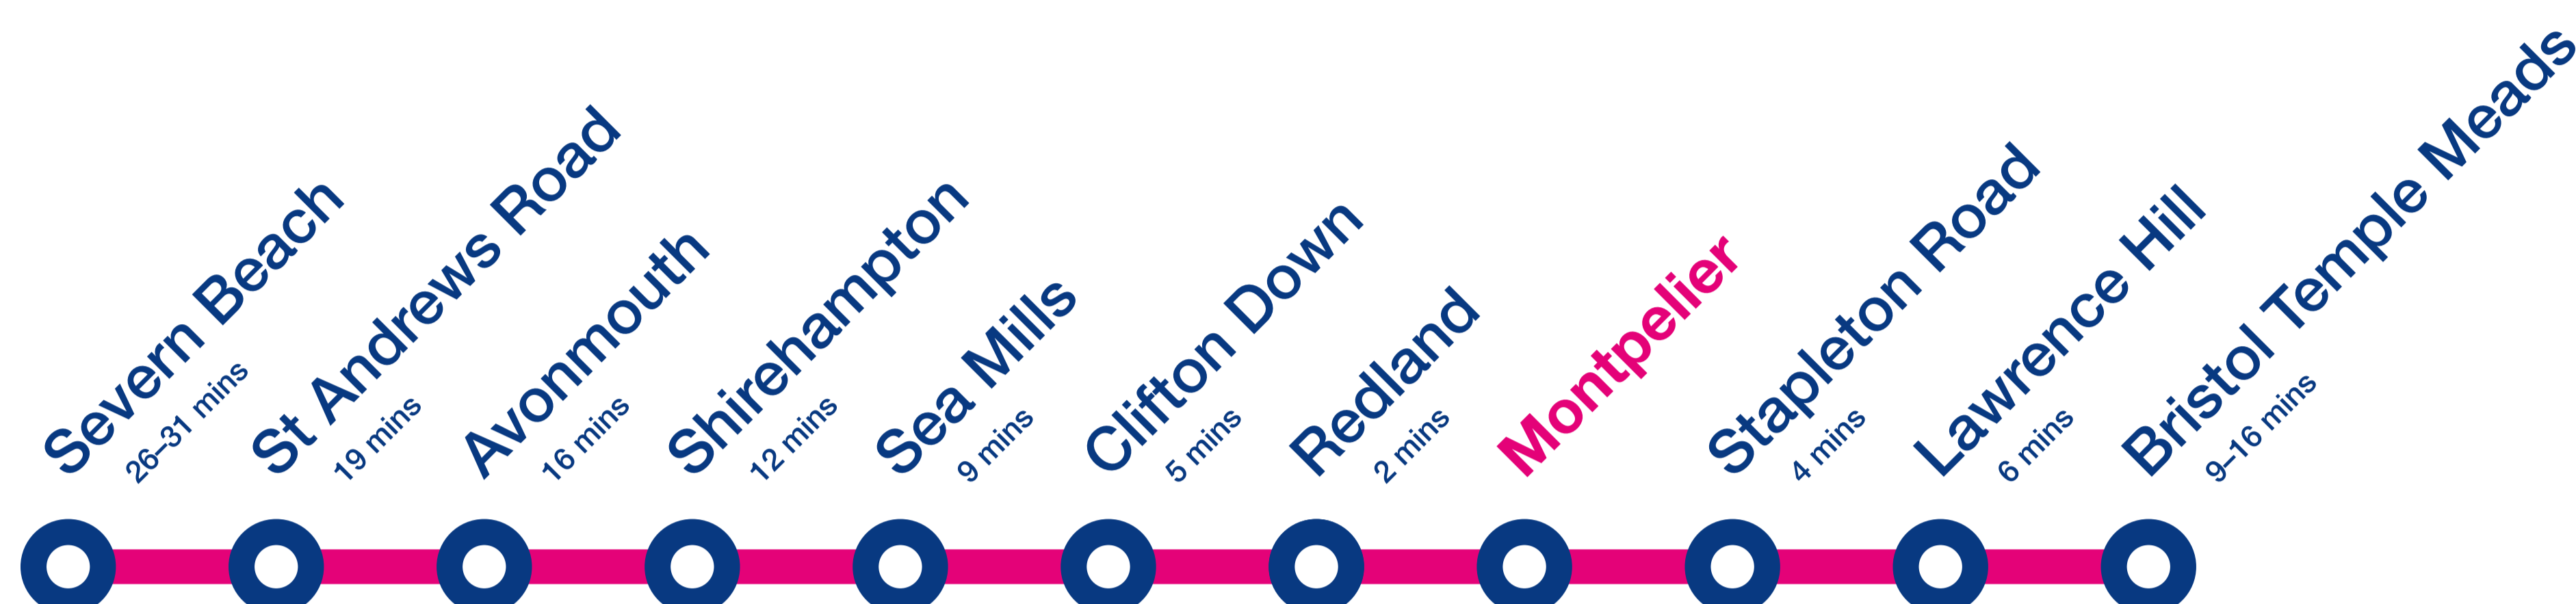 Severn Beach
26–31 mins
St Andrews Road
19 mins
Avonmouth
16 mins
Shirehampton
12 mins
Sea Mills
9 mins
Clifton Down
5 mins
Redland
2 mins
Montpelier
Stapleton Road
4 mins
Lawrence Hill
6 mins
Bristol Temple Meads
9–16 mins